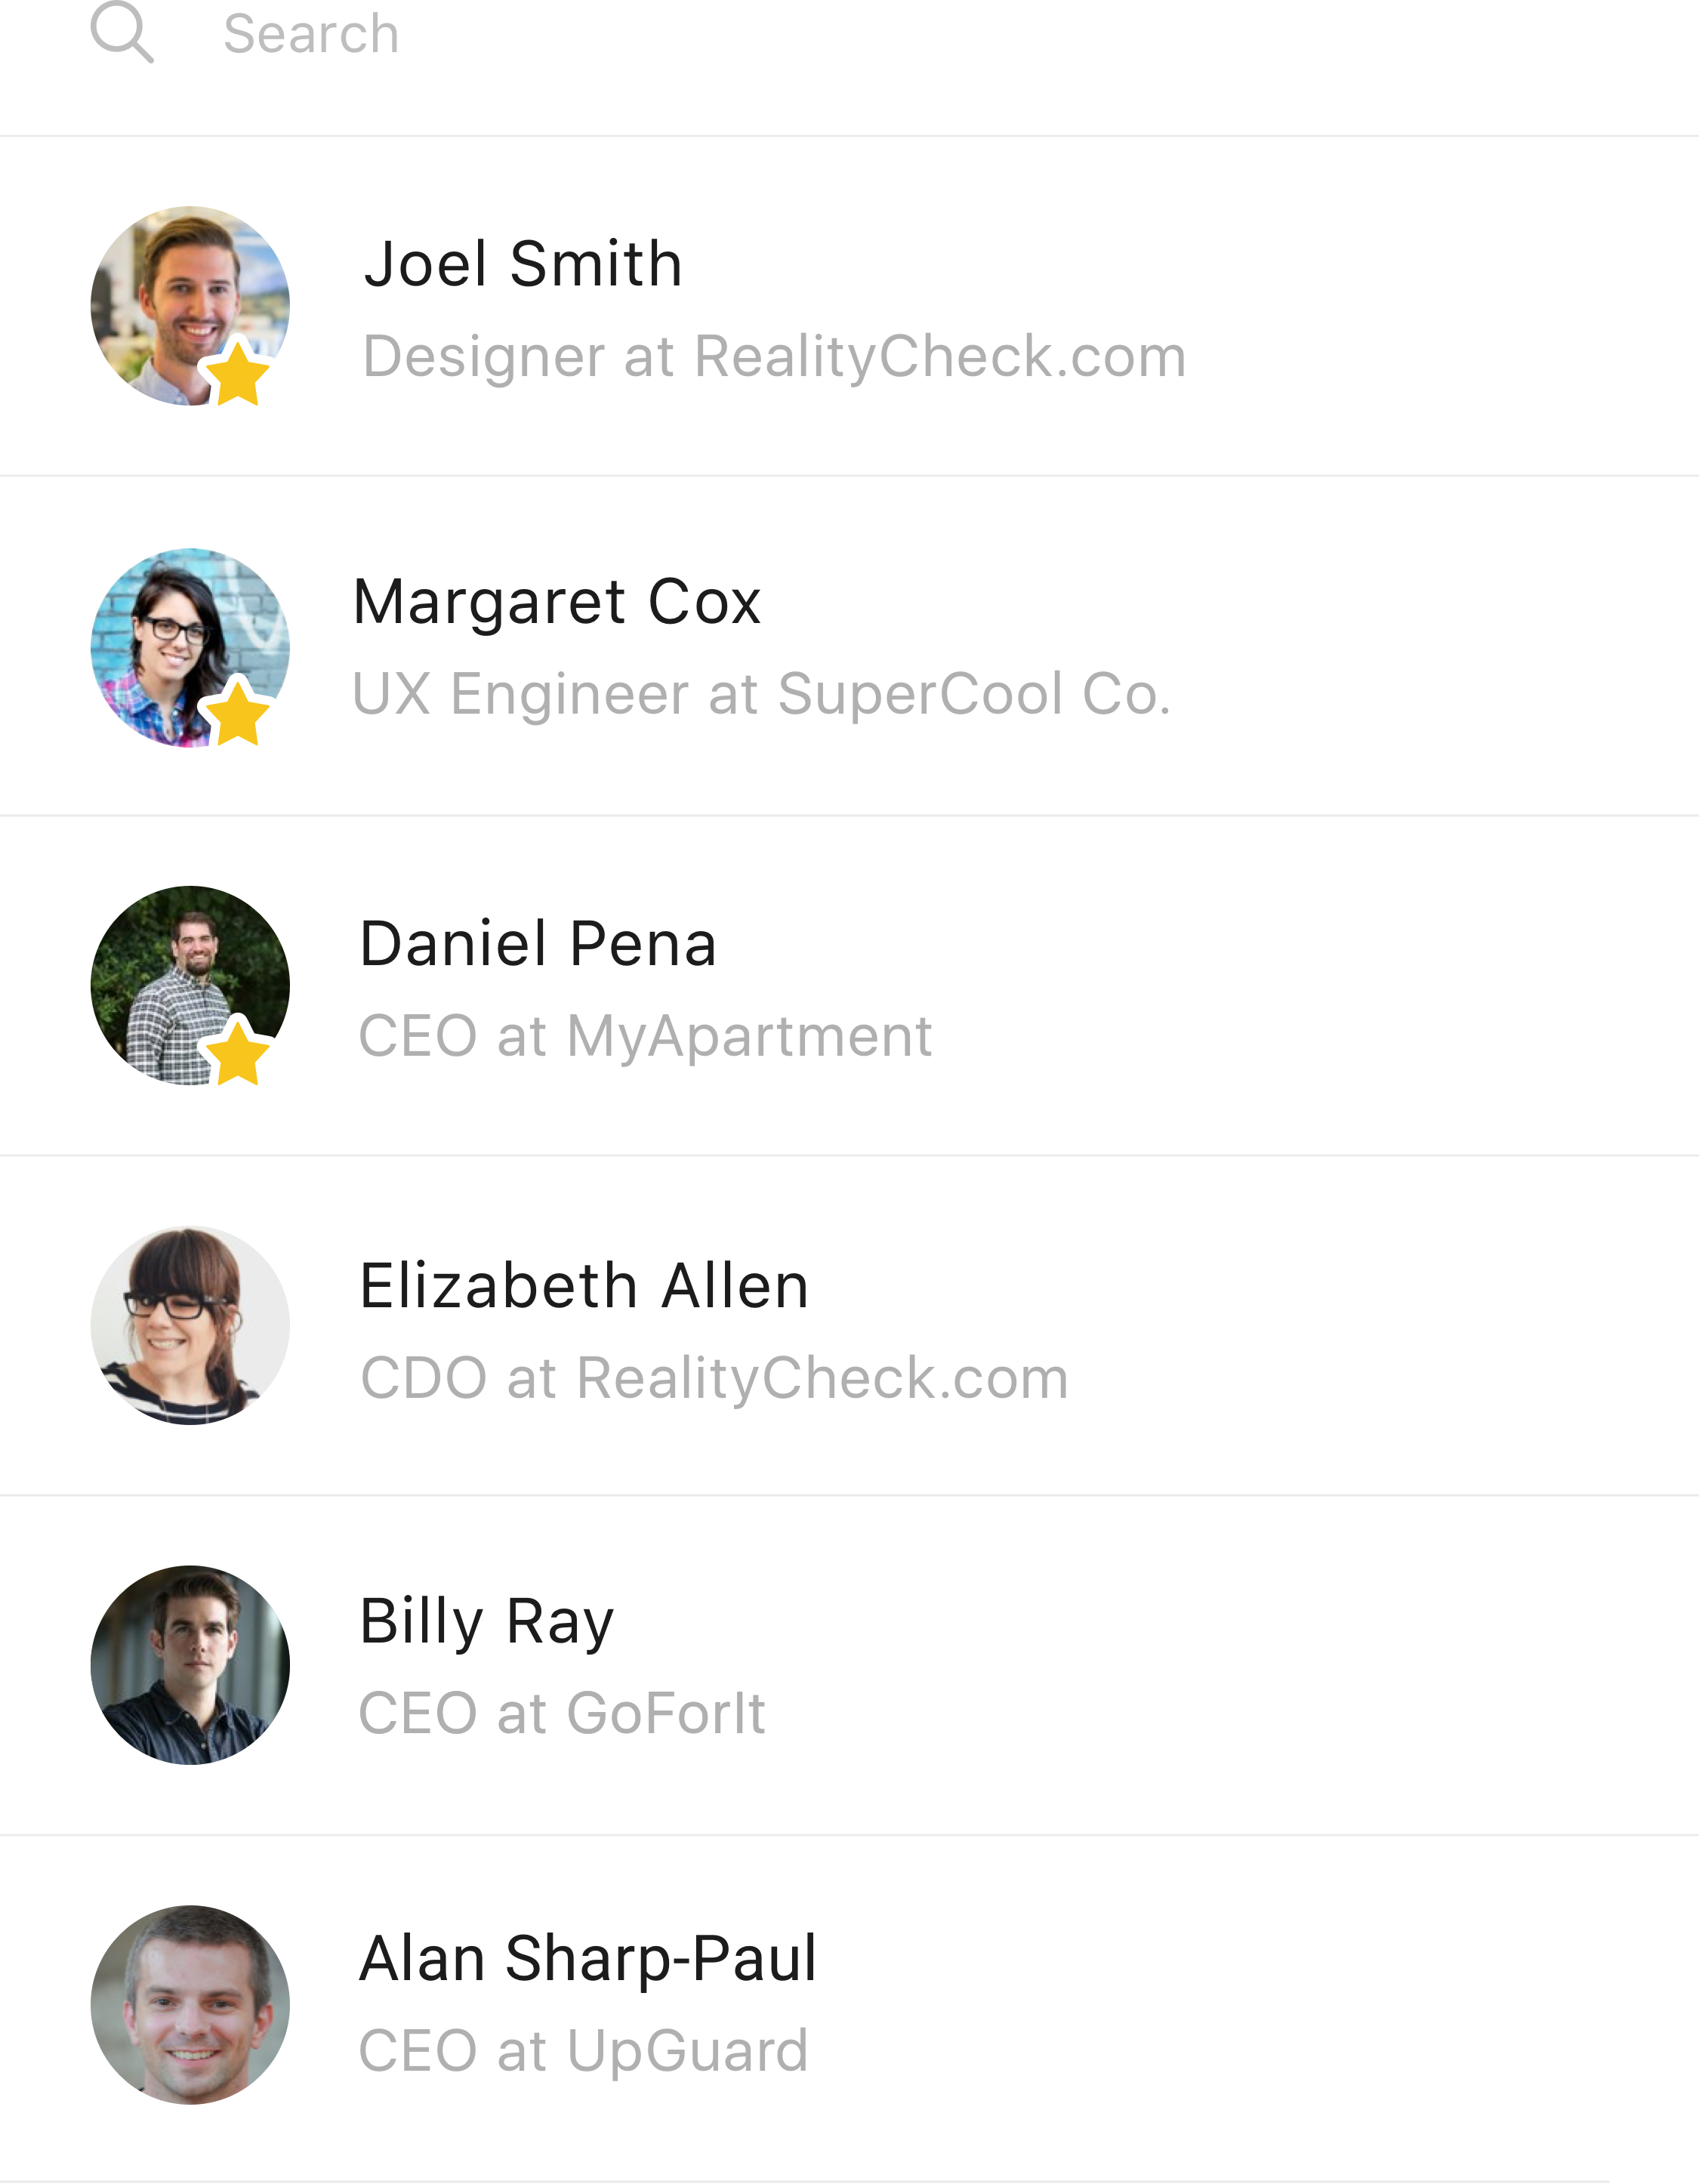 Search
Joel Smith
Designer at RealityCheck.com
Margaret Cox
UX Engineer at SuperCool Co.
Daniel Pena
CEO at MyApartment
Elizabeth Allen
CDO at RealityCheck.com
Billy Ray
CEO at GoForIt
Alan Sharp-Paul
CEO at UpGuard